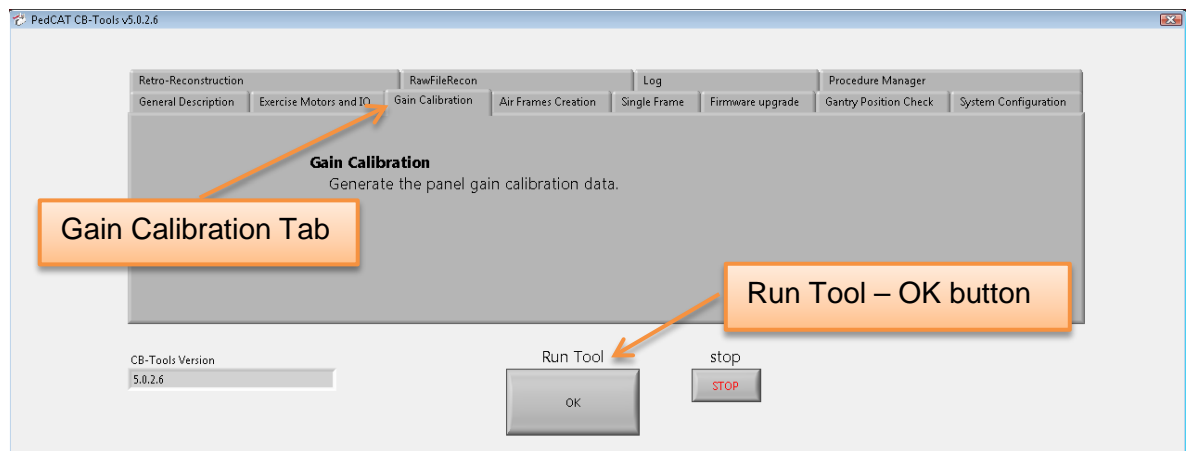 PedCAT CB-Tools v5.0.2.6
Retro-Reconstruction RawFileRecon Log Procedure Manager
General Description Exercise Motors and IO Gain Calibration Air Frames Creation Single Frame Firmware upgrade Gantry Position Check System Configuration
Gain Calibration
Generate the panel gain calibration data.
Gain Calibration Tab
Run Tool – OK button
CB-Tools Version
5.0.2.6
Run Tool
OK
stop
STOP